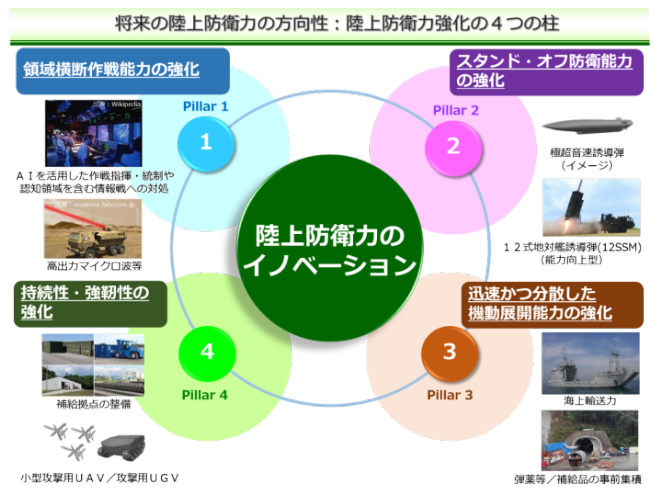 将来の陸上防衛力の方向性：陸上防衛力強化の４つの柱
領域横断作戦能力の強化
Pillar 1
1
出典：Wikipedia
ＡＩを活用した作戦指揮・統制や
認知領域を含む情報戦への対処
高出力マイクロ波等
スタンド・オフ防衛能力
の強化
Pillar 2
2
極超音速誘導弾
（イメージ）
１２式地対艦誘導弾(12SSM)
（能力向上型）
陸上防衛力の
イノベーション
持続性・強靭性の
強化
4
Pillar 4
補給拠点の整備
小型攻撃用ＵＡＶ／攻撃用ＵＧＶ
迅速かつ分散した
機動展開能力の強化
3
Pillar 3
海上輸送力
弾薬等／補給品の事前集積